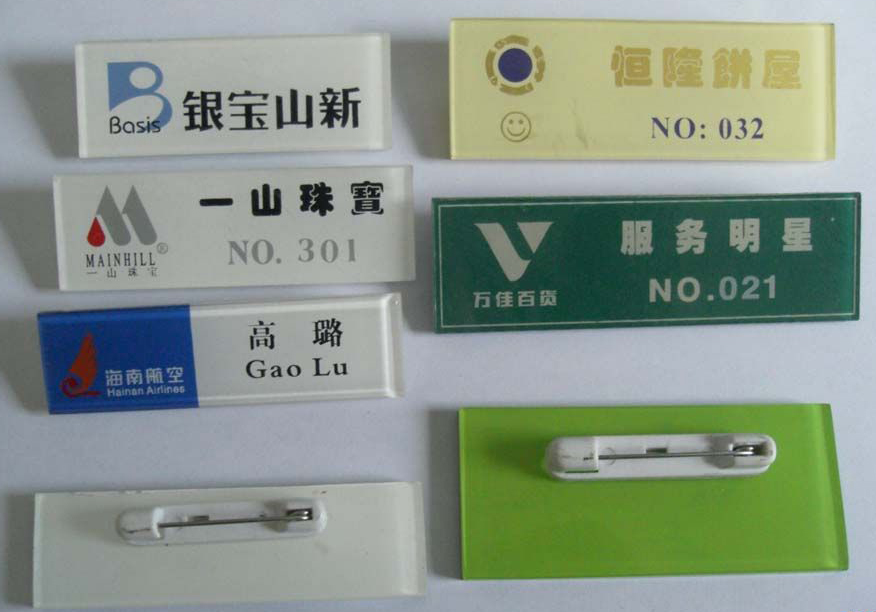 Basis
银宝山新
恒隆餅屋
NO: 032
MAINHILL®
一山珠宝
一山珠寶
NO. 301
万佳百货
服务明星
NO.021
海南航空
Hainan Airlines
高璐
Gao Lu